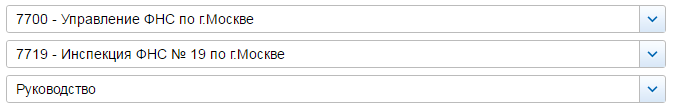 7700 - Управление ФНС по г.Москве
7719 - Инспекция ФНС № 19 по г.Москве
Руководство